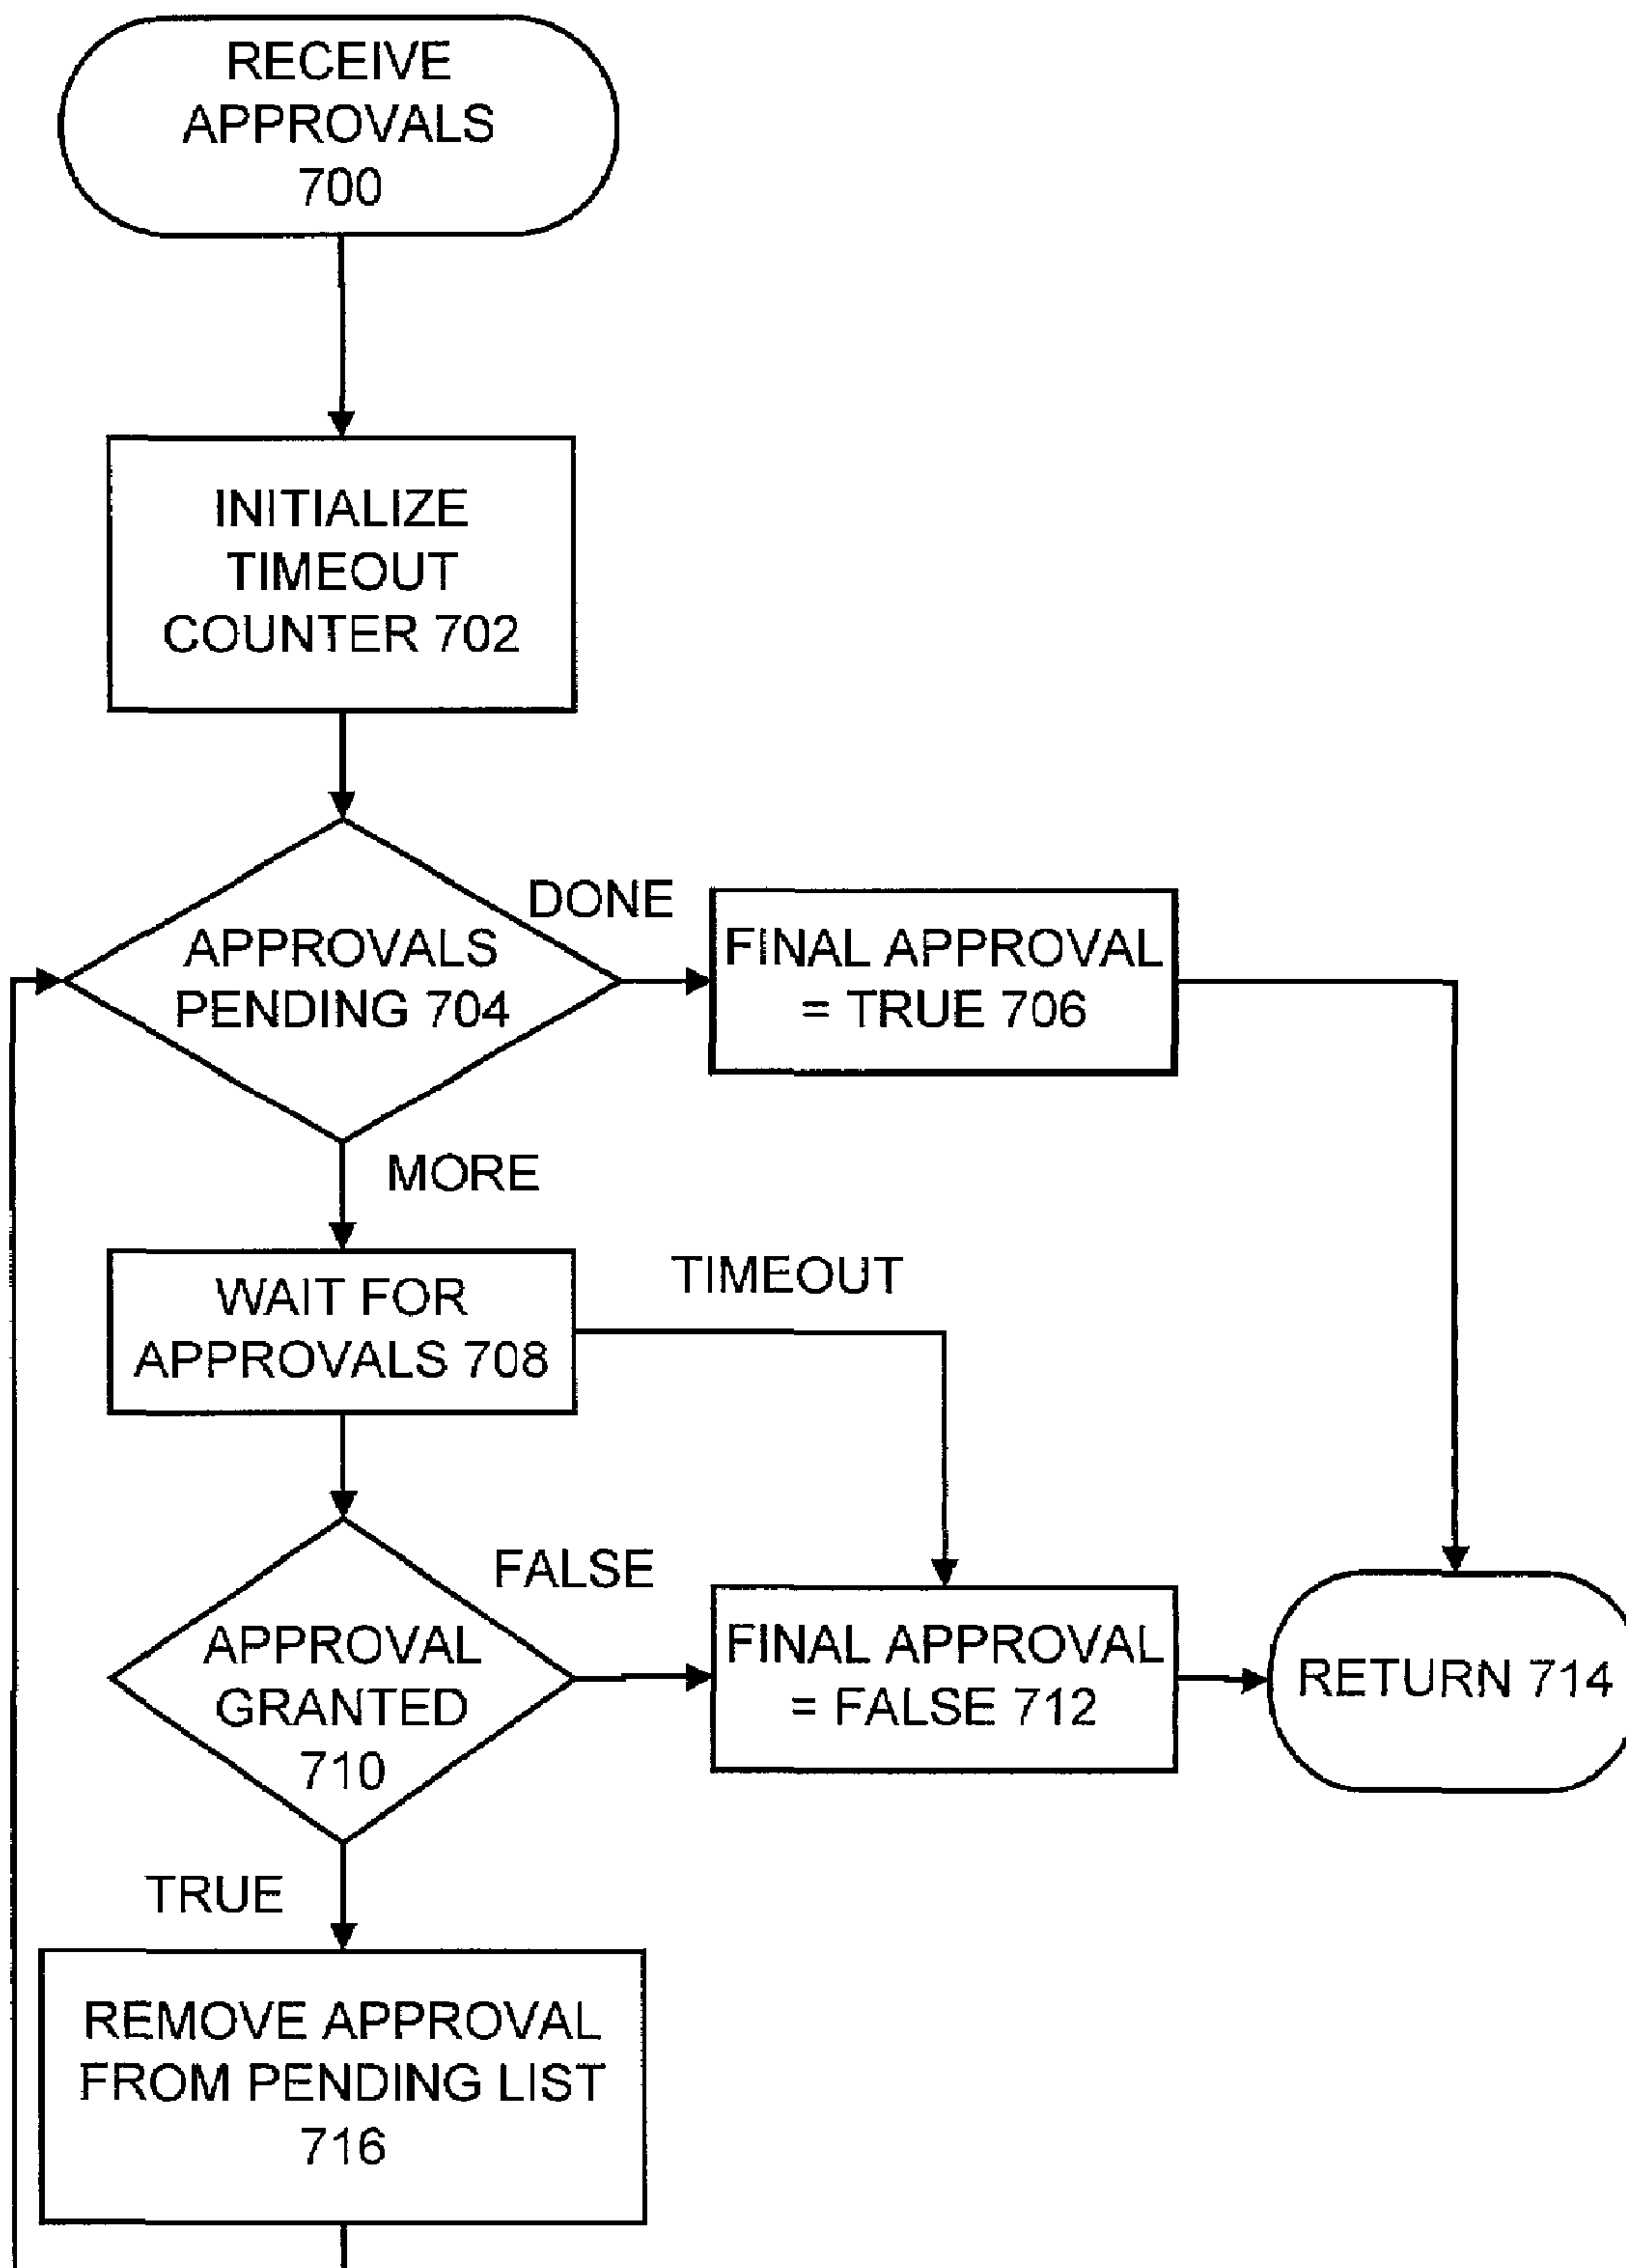 RECEIVE
APPROVALS
700
INITIALIZE
TIMEOUT
COUNTER 702
DONE
APPROVALS
PENDING 704
FINAL APPROVAL
= TRUE 706
MORE
WAIT FOR
APPROVALS 708
TIMEOUT
FALSE
APPROVAL
GRANTED
710
FINAL APPROVAL
= FALSE 712
RETURN 714
TRUE
REMOVE APPROVAL
FROM PENDING LIST
716